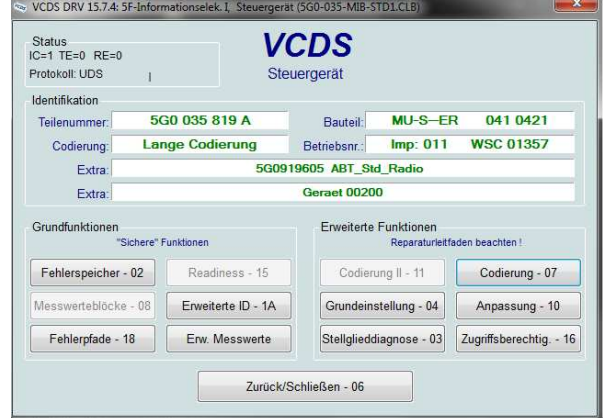 VCDS DRV 15.7.4: 5F-Informationselek. I, Steuergerät (5G0-035-MIB-STD1.CLB)
Status
IC=1 TE=0 RE=0
Protokoll: UDS
VCDS
Steuergerät
Identifikation
Teilenummer: 5G0 035 819 A Bauteil: MU-S--ER 041 0421
Codierung: Lange Codierung Betriebsnr.: Imp: 011 WSC 01357
Extra: 5G0919605 ABT_Std_Radio
Extra: Geraet 00200
Grundfunktionen
"Sichere" Funktionen
Fehlerspeicher - 02 Readiness - 15
Messwerteblöcke - 08 Erweiterte ID - 1A
Fehlerpfade - 18 Erw. Messwerte
Erweiterte Funktionen
Reparaturleitfaden beachten !
Codierung II - 11 Codierung - 07
Grundeinstellung - 04 Anpassung - 10
Stellglieddiagnose - 03 Zugriffsberechtig. - 16
Zurück/Schließen - 06